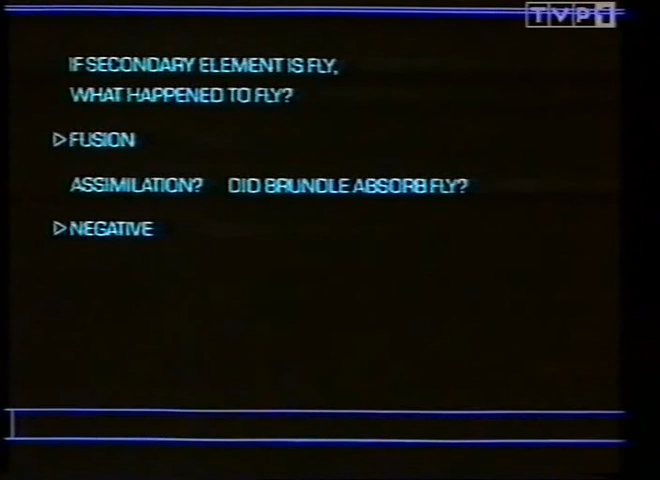 TVP1
IF SECONDARY ELEMENT IS FLY,
WHAT HAPPENED TO FLY?
▷FUSION
ASSIMILATION? DID BRUNDLE ABSORB FLY?
▷NEGATIVE